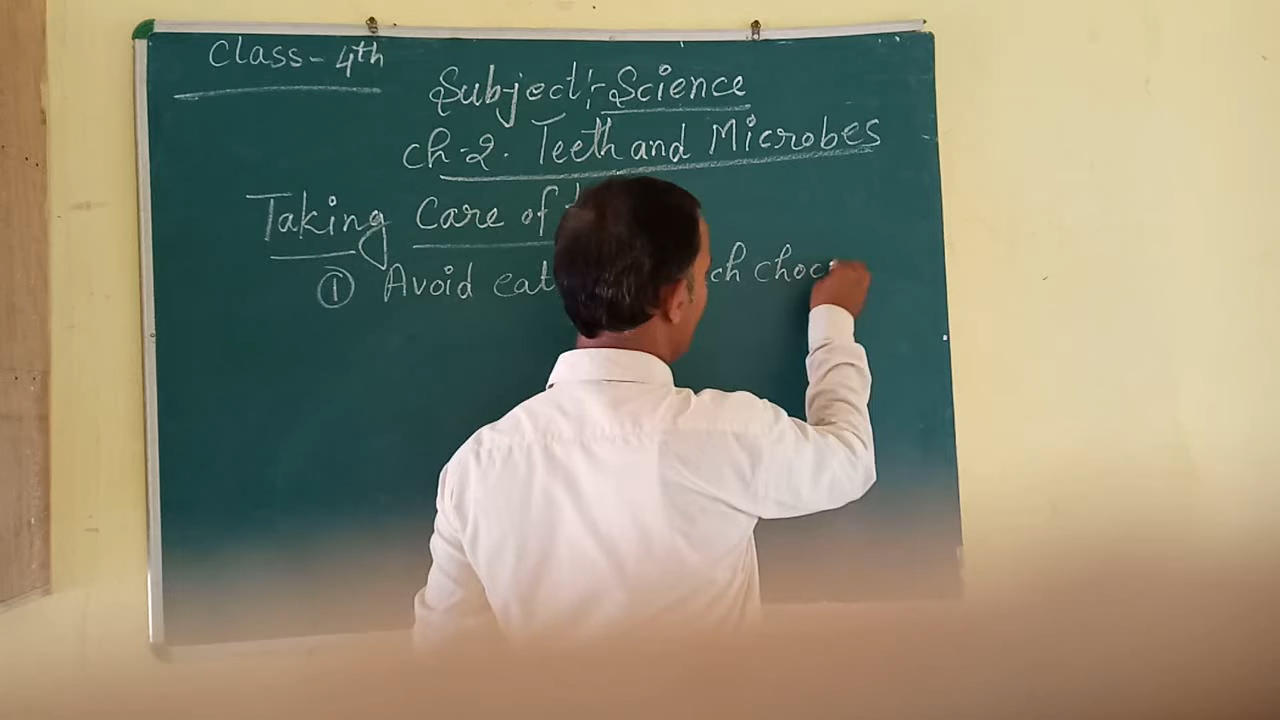 Class - 4th
Subject :- Science
Ch-2. Teeth and Microbes
Taking Care of
① Avoid eat ch choc